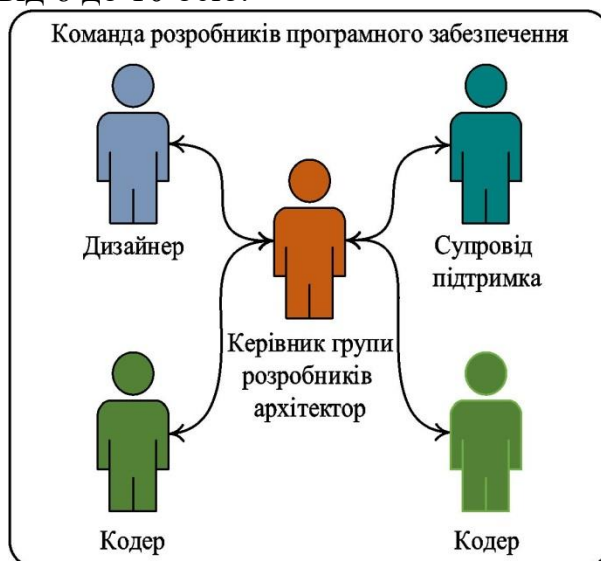 Команда розробників програмного забезпечення
Дизайнер
Супровід
підтримка
Керівник групи
розробників
архітектор
Кодер
Кодер